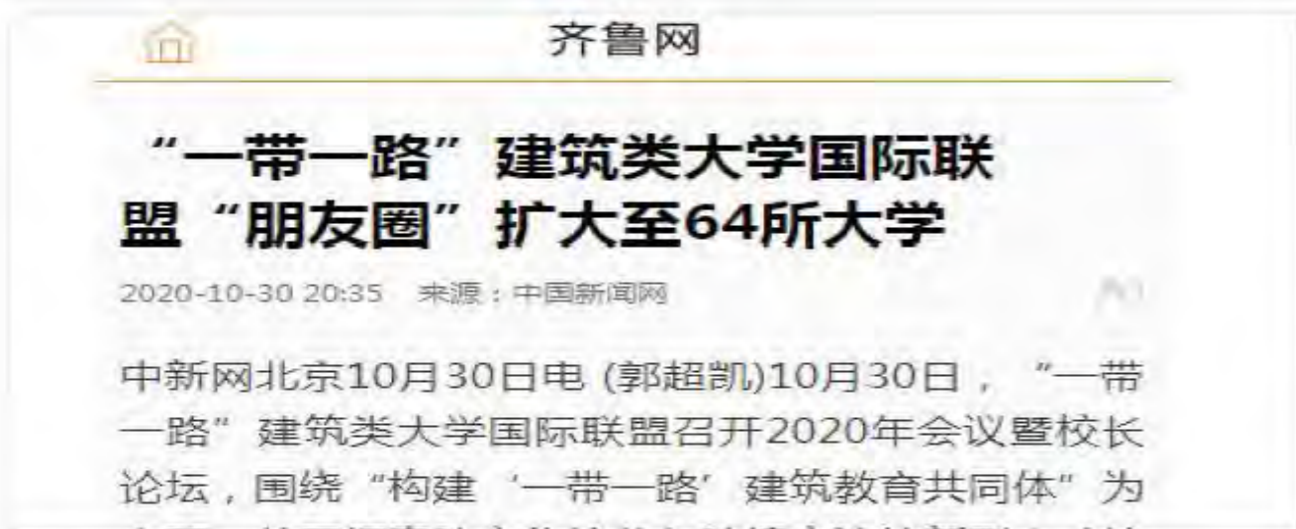 齐鲁网
“一带一路”建筑类大学国际联
盟“朋友圈”扩大至64所大学
2020-10-30 20:35 来源：中国新闻网
中新网北京10月30日电 (郭超凯)10月30日，“一带
一路”建筑类大学国际联盟召开2020年会议暨校长
论坛，围绕“构建‘一带一路’建筑教育共同体”为